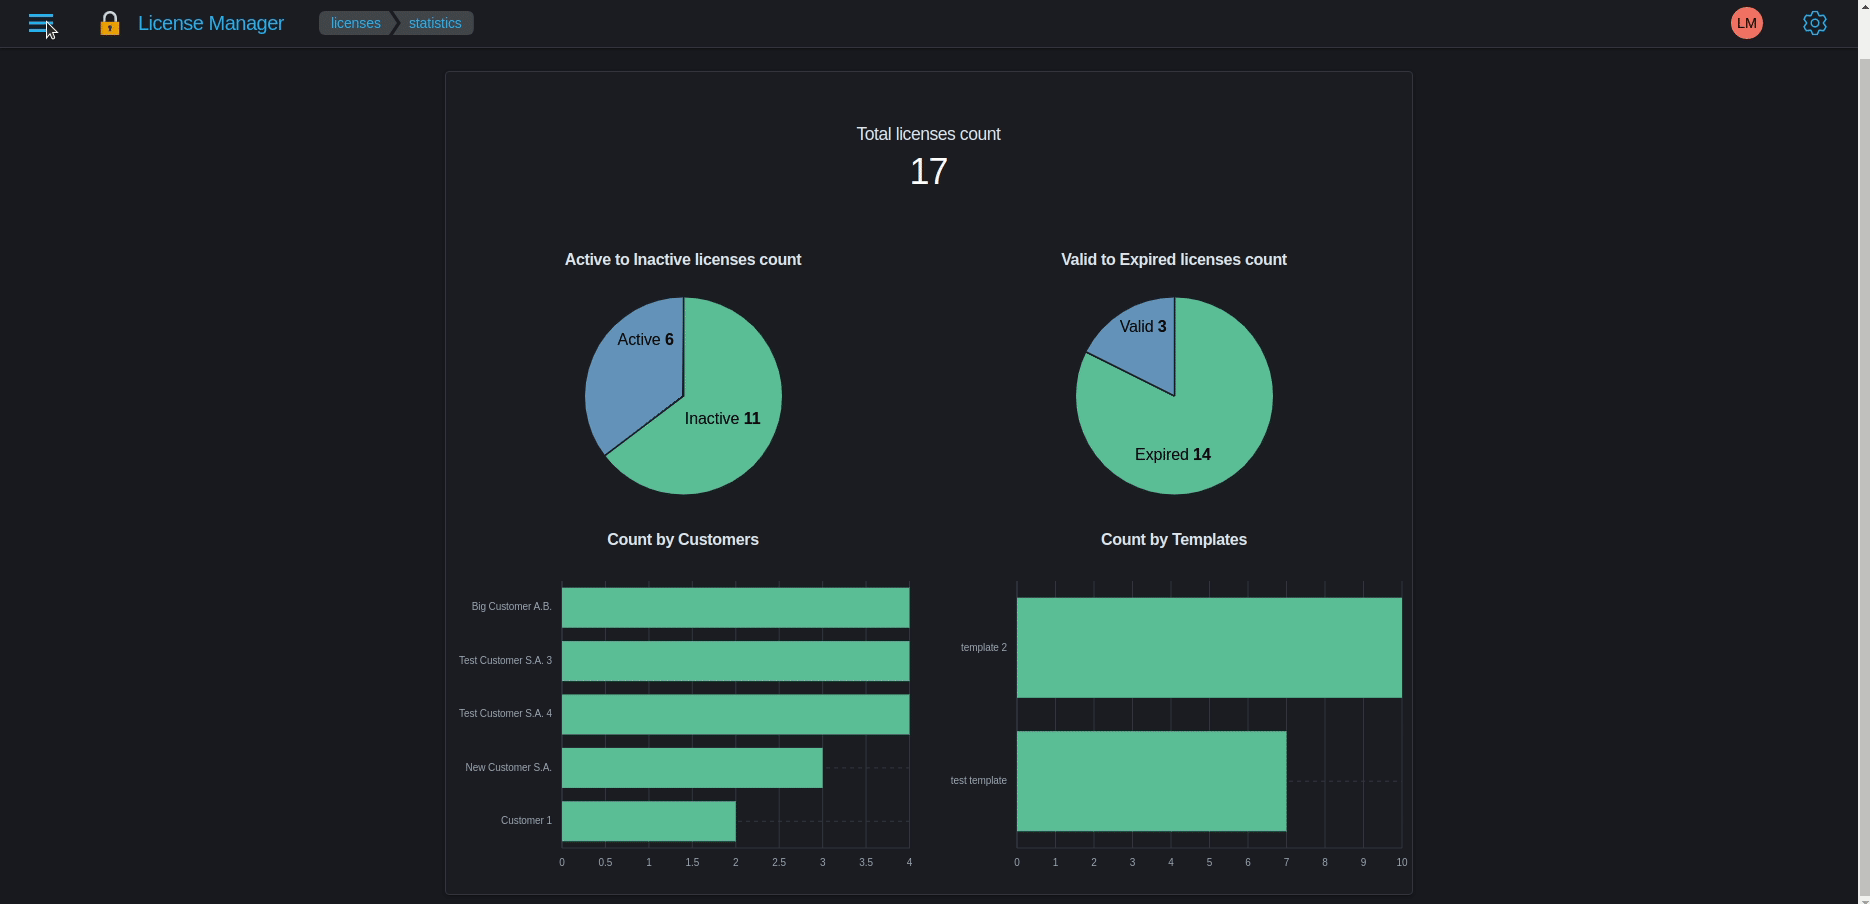 License Manager
licenses
statistics
LM
Total licenses count
17
Active to Inactive licenses count
Valid to Expired licenses count
Active 6
Inactive 11
Valid 3
Expired 14
Count by Customers
Big Customer A.B.
Test Customer S.A. 3
Test Customer S.A. 4
New Customer S.A.
Customer 1
0 0.5 1 1.5 2 2.5 3 3.5 4
Count by Templates
template 2
test template
0 1 2 3 4 5 6 7 8 9 10